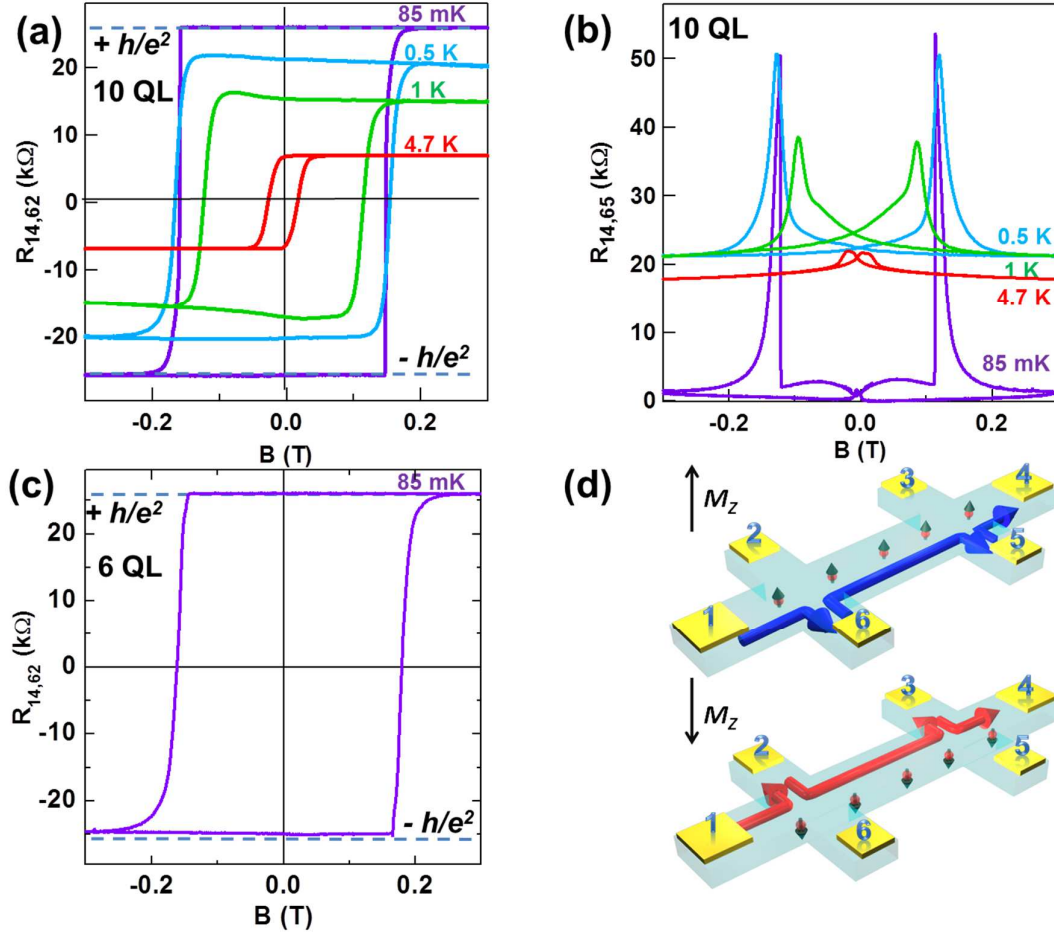 (a)
+ h/e²
10 QL
85 mK
0.5 K
1 K
4.7 K
- h/e²
R14,62 (kΩ)
20
10
0
-10
-20
-0.2
0.0
0.2
B (T)
(b)
10 QL
R14,65 (kΩ)
50
40
30
20
10
0
0.5 K
1 K
4.7 K
85 mK
-0.2
-0.1
0.0
0.1
0.2
B (T)
(c)
+ h/e²
6 QL
85 mK
- h/e²
R14,62 (kΩ)
20
10
0
-10
-20
-0.2
0.0
0.2
B (T)
(d)
Mz
3
4
2
5
1
6
Mz
3
4
2
5
1
6